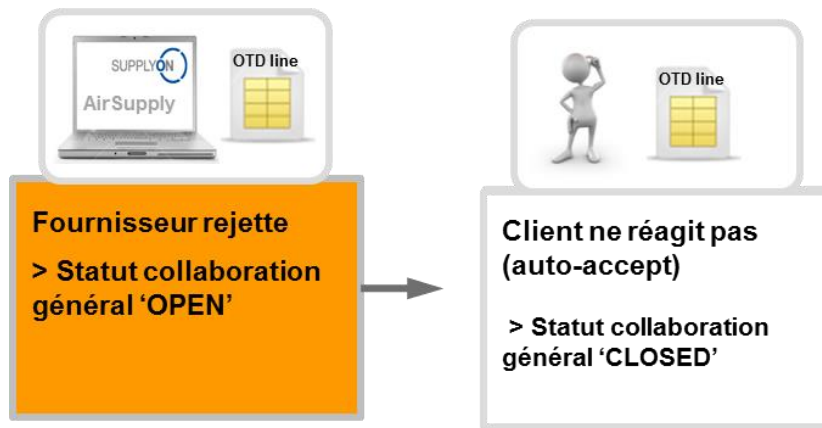 SUPPLYON
AirSupply
OTD line
Fournisseur rejette
> Statut collaboration
général ‘OPEN’
OTD line
Client ne réagit pas
(auto-accept)
> Statut collaboration
général ‘CLOSED’